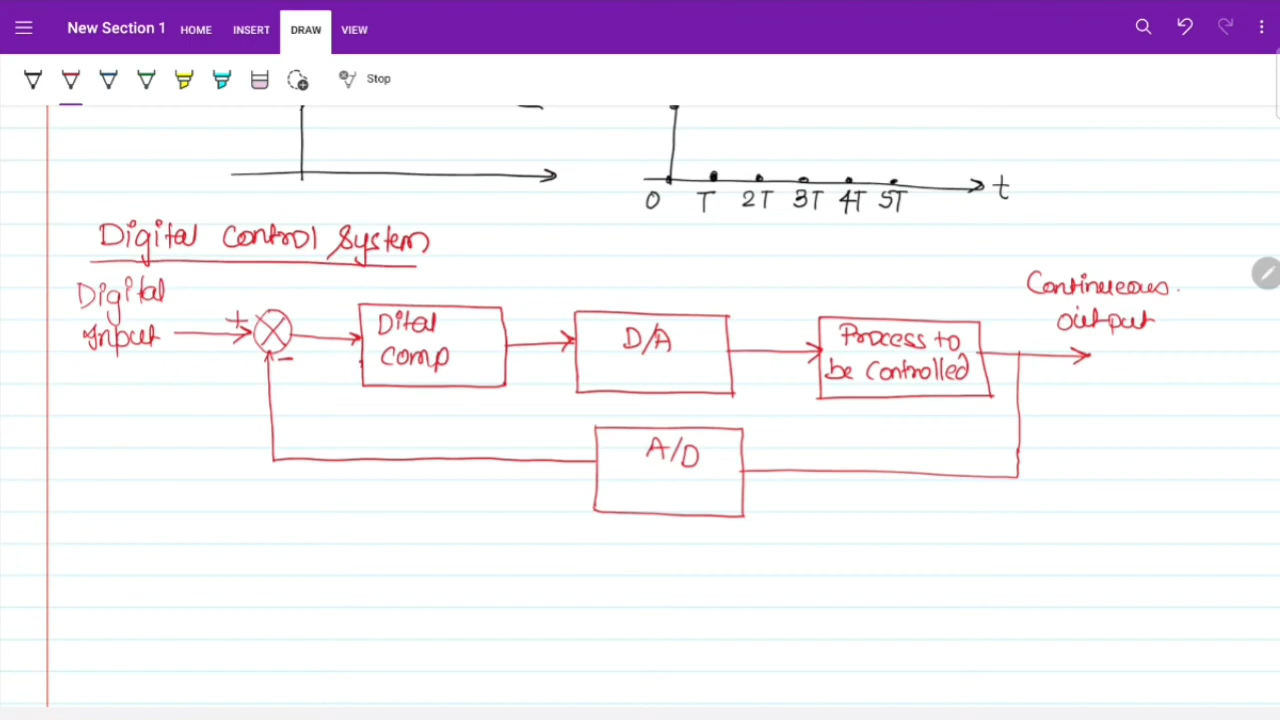 New Section 1 HOME INSERT DRAW VIEW
Stop
0 T 2T 3T 4T 5T t
Digital Control System
Digital
Input
+
-
Dital
comp
D/A
Process to
be Controlled
Continueous.
output
A/D